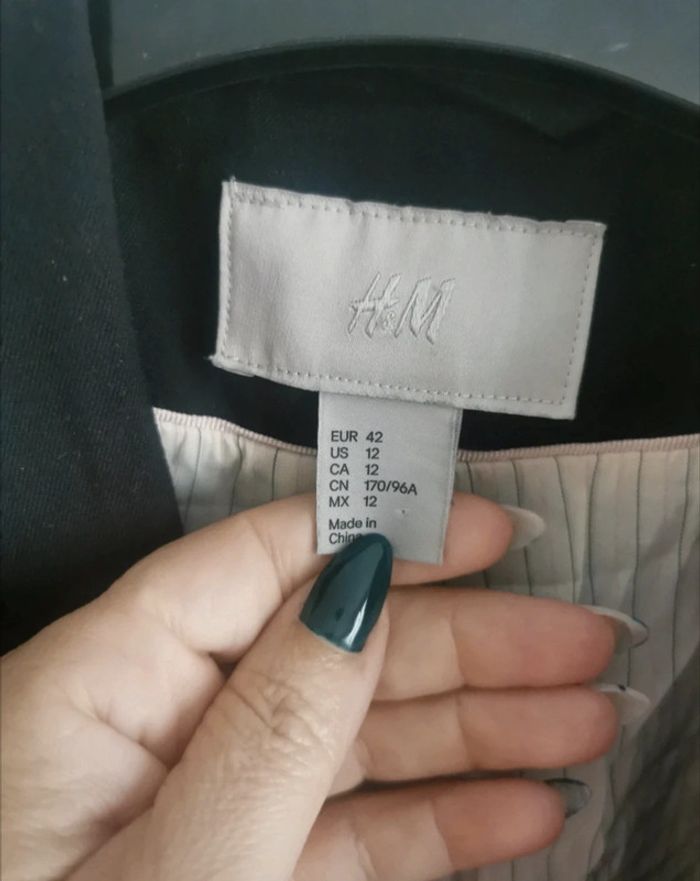 H&M
EUR 42
US 12
CA 12
CN 170/96A
MX 12
Made in
China